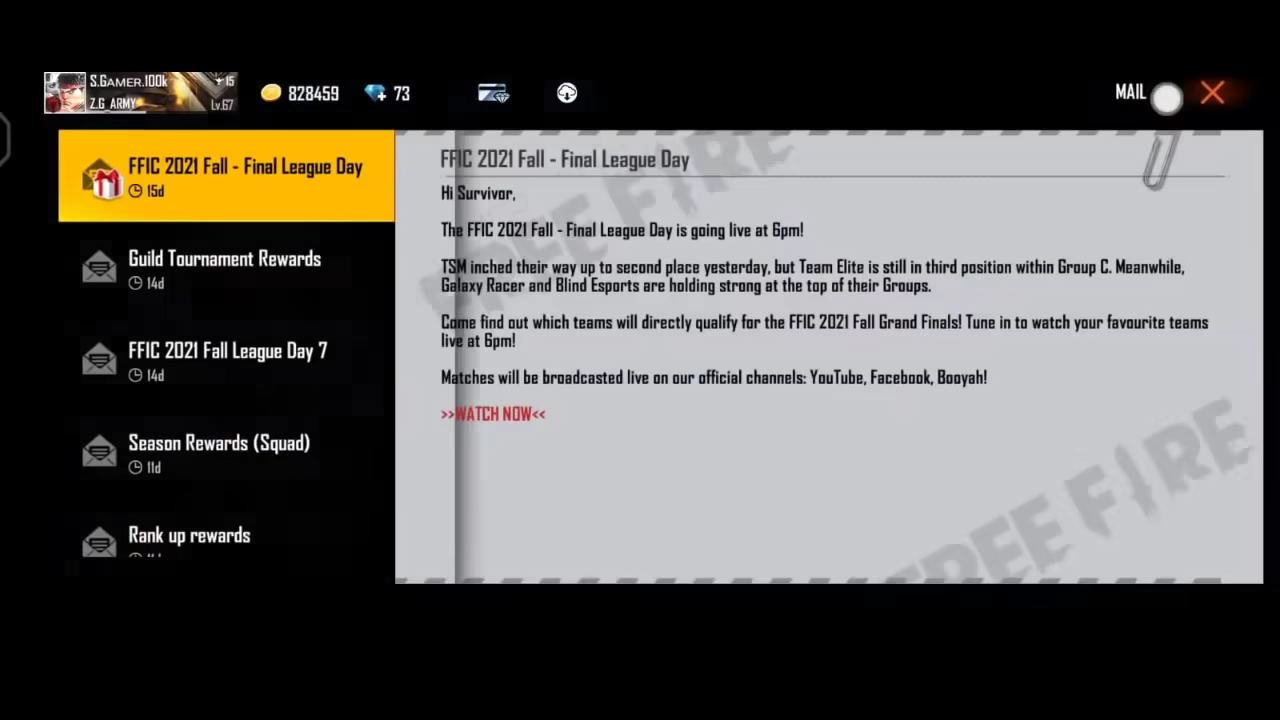 S.GAMER.100K
15
Z.G ARMY
Lv.67
828459
73
MAIL
FFIC 2021 Fall - Final League Day
15d
Guild Tournament Rewards
14d
FFIC 2021 Fall League Day 7
14d
Season Rewards (Squad)
11d
Rank up rewards
FFIC 2021 Fall - Final League Day
Hi Survivor,
The FFIC 2021 Fall - Final League Day is going live at 6pm!
TSM inched their way up to second place yesterday, but Team Elite is still in third position within Group C. Meanwhile,
Galaxy Racer and Blind Esports are holding strong at the top of their Groups.
Come find out which teams will directly qualify for the FFIC 2021 Fall Grand Finals! Tune in to watch your favourite teams
live at 6pm!
Matches will be broadcasted live on our official channels: YouTube, Facebook, Booyah!
>>WATCH NOW<<
FREE FIRE
FREE FIRE